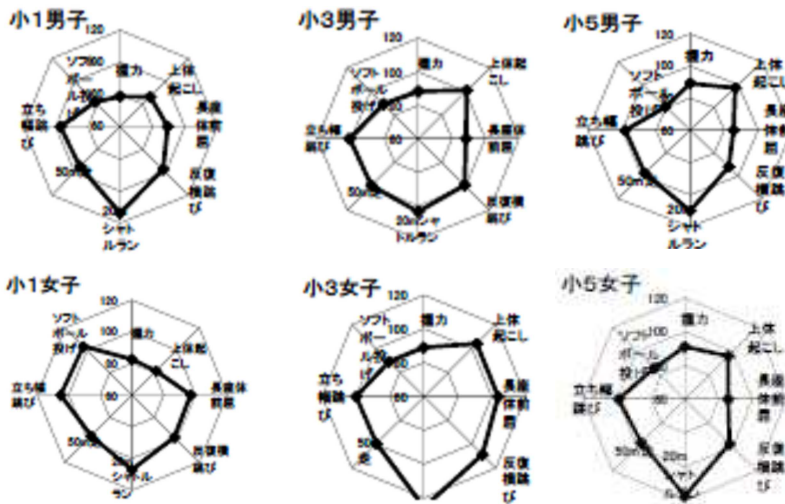 小1男子
120
ソフト
ボール投げ
握力
上体
起こし
立ち
幅跳
び
60
長座
体前
屈
50m走
反復
横跳
び
20m
シャト
ルラン
小3男子
120
100
80
握力
上体
起こし
ソフト
ボール
投げ
立ち幅
跳び
60
長座体
前屈
50m走
反復横
跳び
20mシャ
トルラン
小5男子
120
100
握力
上体
起こし
ソフト
ボール
投げ
立ち幅
跳び
60
長座
体前
屈
50m走
反復
横跳
び
20m
シャト
ルラン
小1女子
120
100
80
ソフト
ボール
投げ
握力
上体起
こし
立ち幅
跳び
60
長座体
前屈
50m走
反復横
跳び
シャトル
ラン
小3女子
120
100
80
握力
上体
起こし
ソフト
ボー
ル投
げ
立ち
幅跳
び
60
長座
体前
屈
50m
走
反復
横跳
び
小5女子
120
100
80
握力
上体
起こし
ソフト
ボール
投げ
立ち幅
跳び
60
長座
体前
屈
50m走
反復
横跳
び
20m
シャト
ルラン